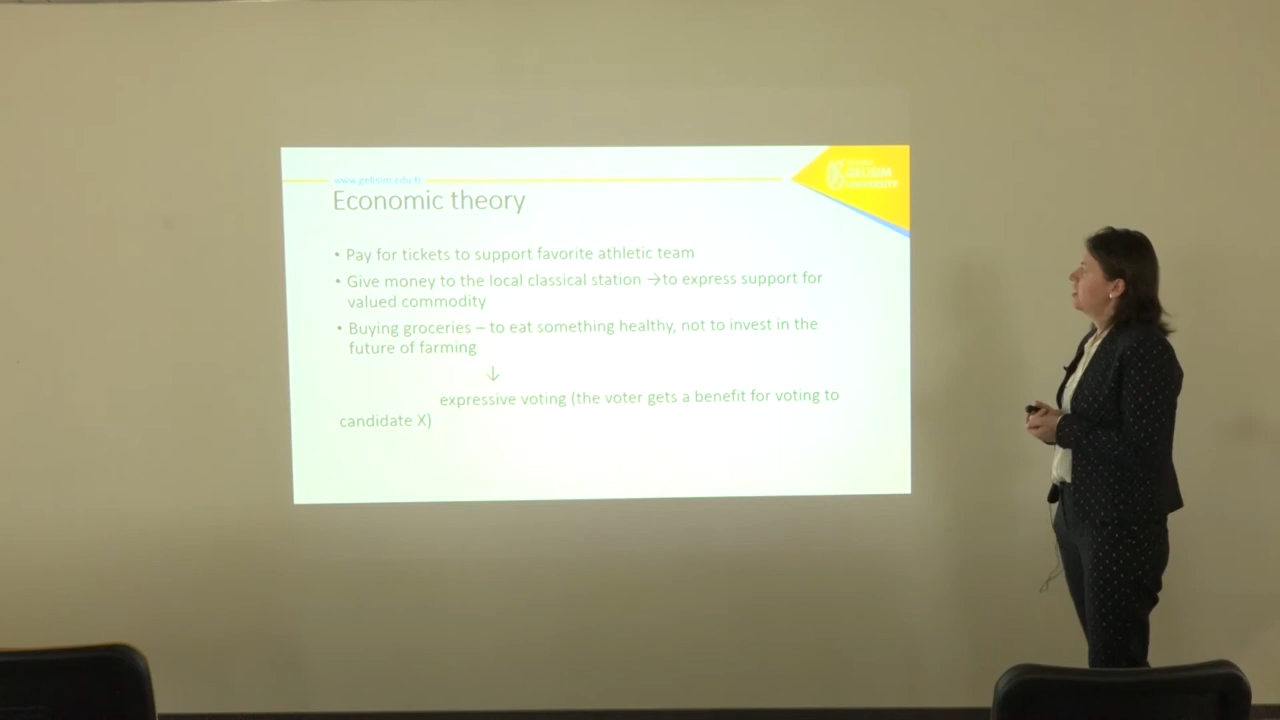 www.gelisim.edu.tr
GELISIM
UNIVERSITY
Economic theory
• Pay for tickets to support favorite athletic team
• Give money to the local classical station →to express support for
valued commodity
• Buying groceries – to eat something healthy, not to invest in the
future of farming
↓
expressive voting (the voter gets a benefit for voting to
candidate X)